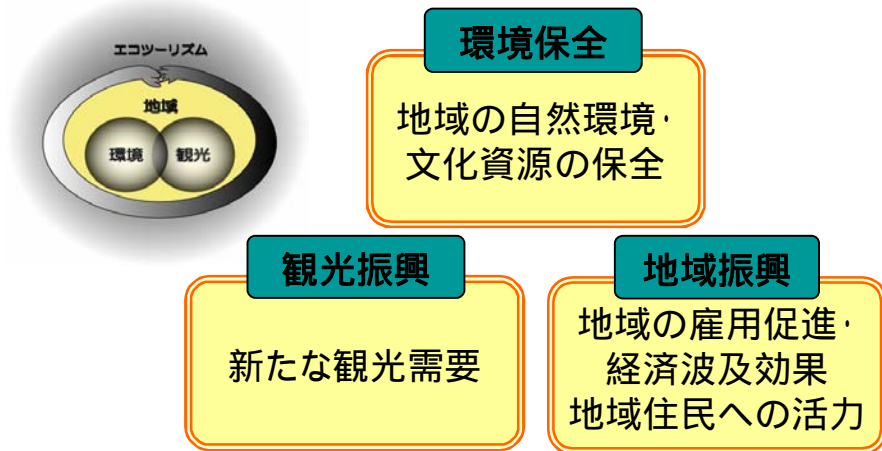 エコツーリズム
地域
環境
観光
環境保全
地域の自然環境・
文化資源の保全
観光振興
新たな観光需要
地域振興
地域の雇用促進・
経済波及効果
地域住民への活力